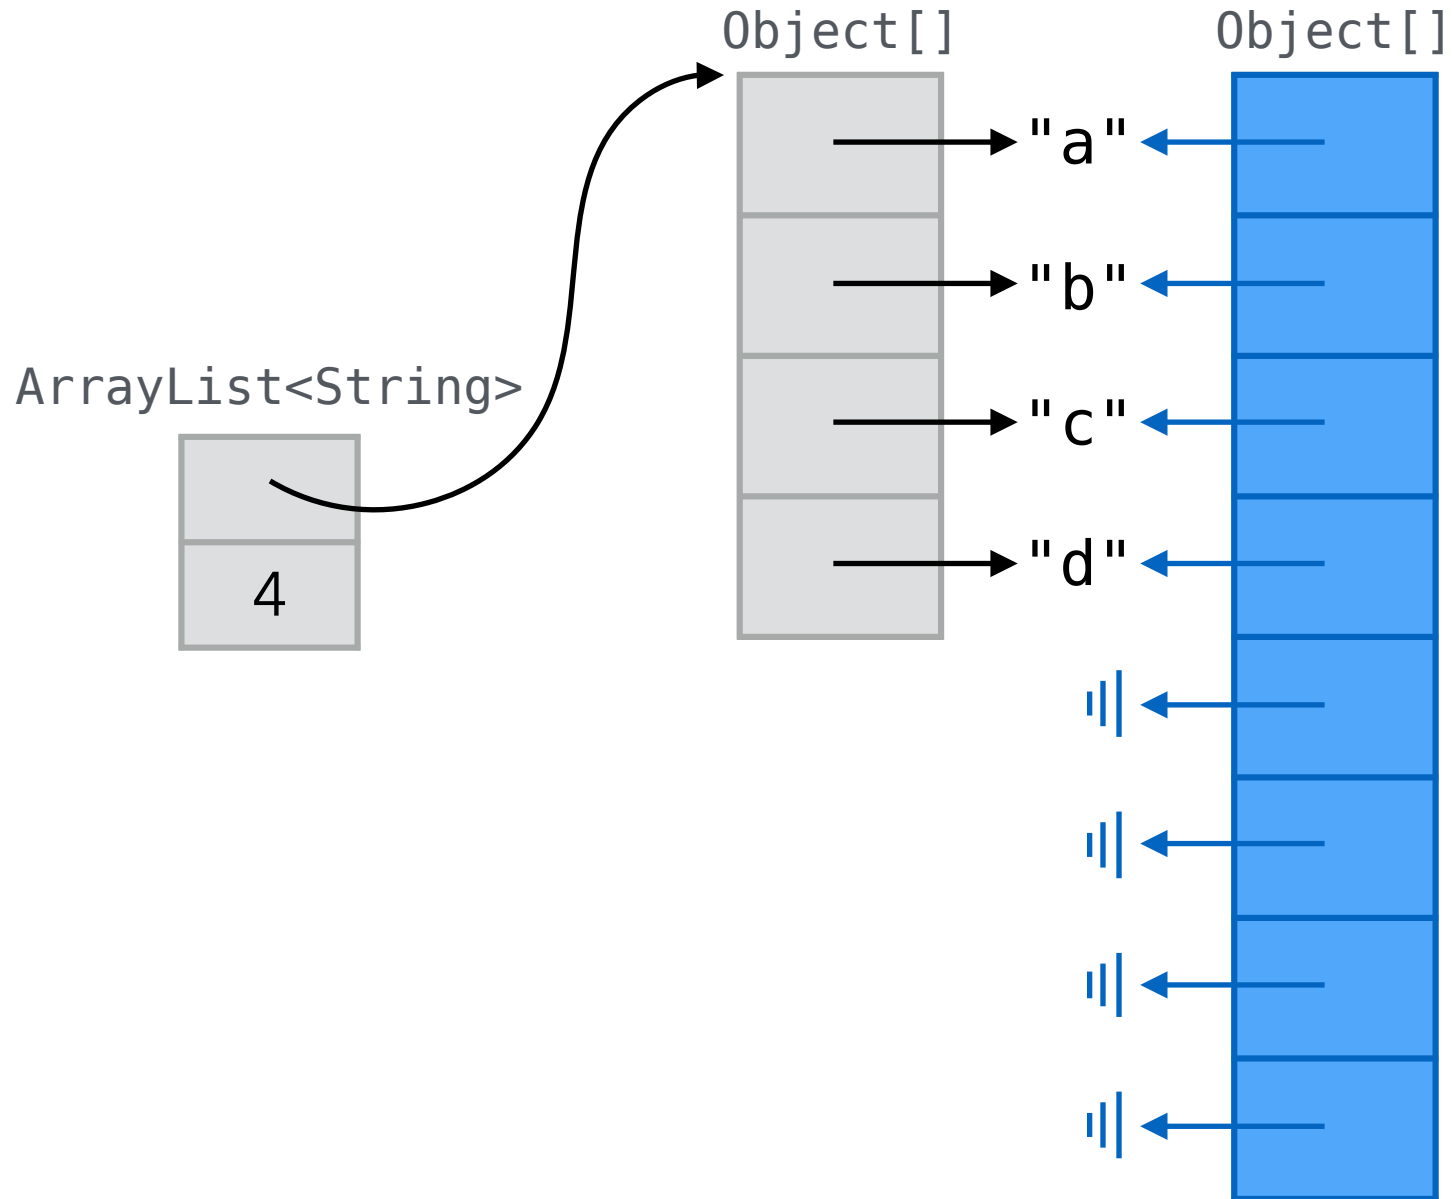 Object[]
Object[]
"a"
"b"
ArrayList<String>
"c"
"d"
4